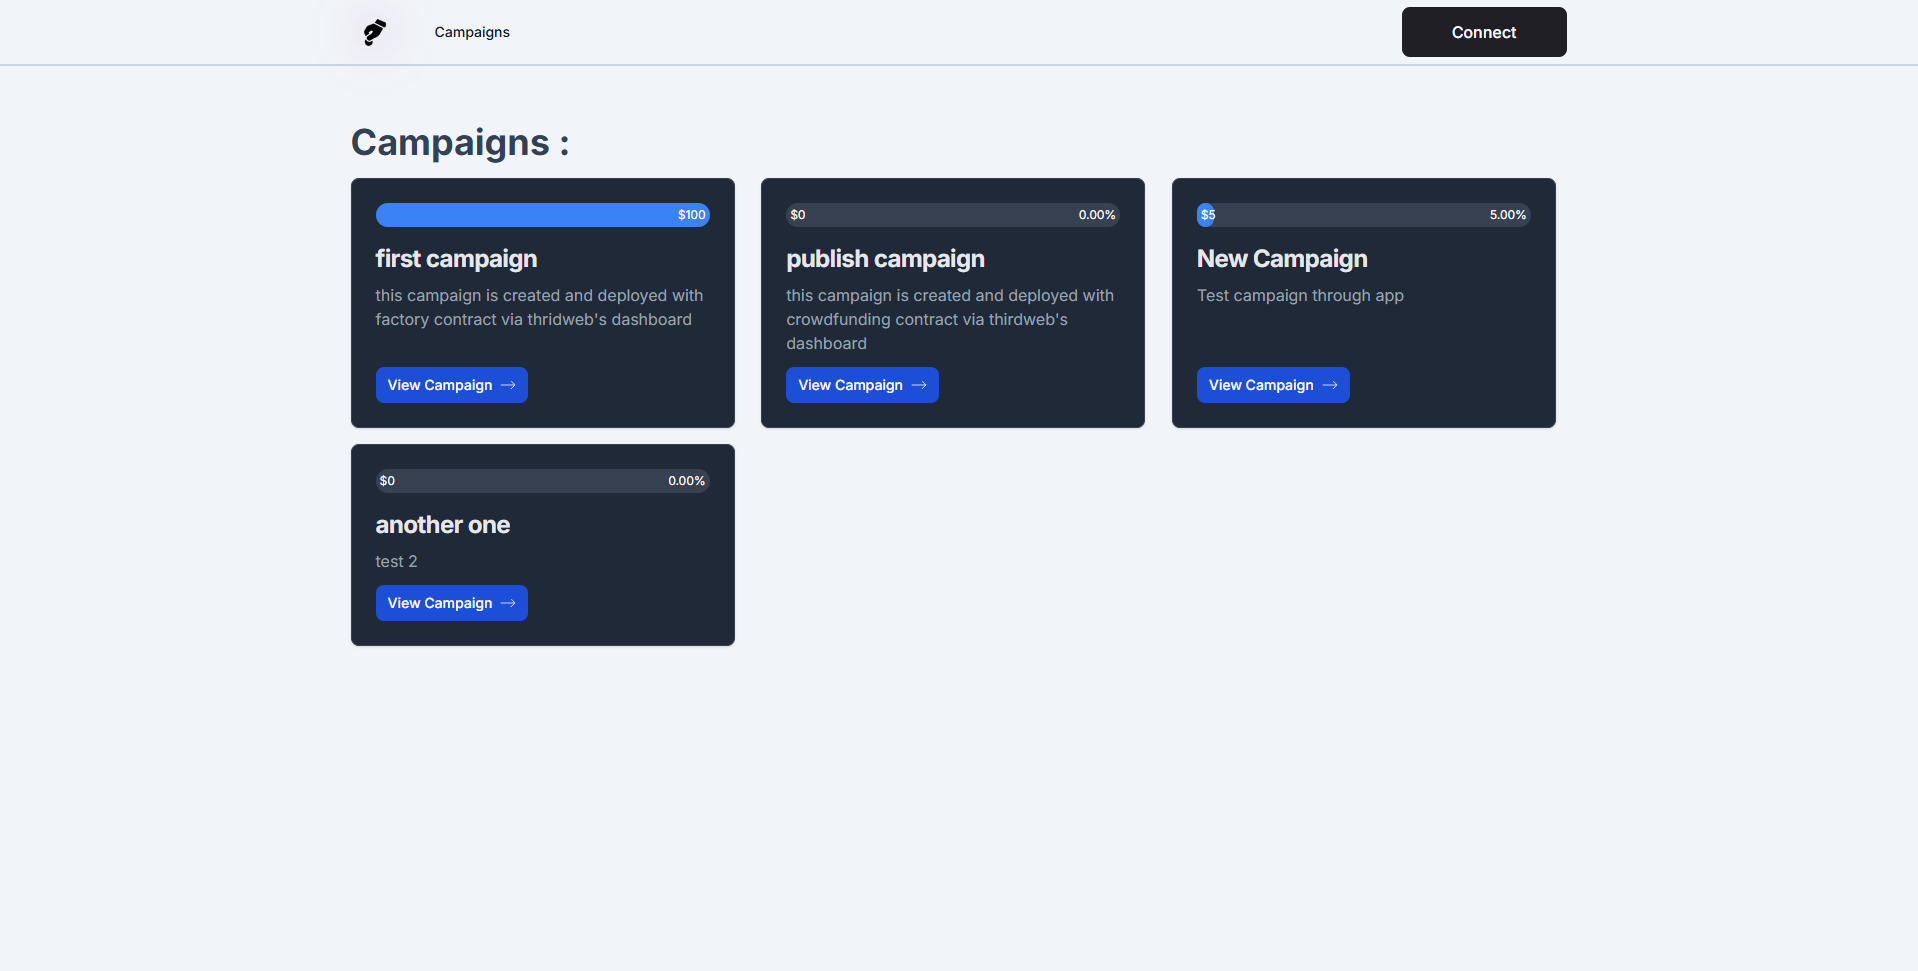 Campaigns
Connect
Campaigns :
$100
first campaign
this campaign is created and deployed with
factory contract via thridweb's dashboard
View Campaign
$0 0.00%
publish campaign
this campaign is created and deployed with
crowdfunding contract via thirdweb's
dashboard
View Campaign
$5 5.00%
New Campaign
Test campaign through app
View Campaign
$0 0.00%
another one
test 2
View Campaign